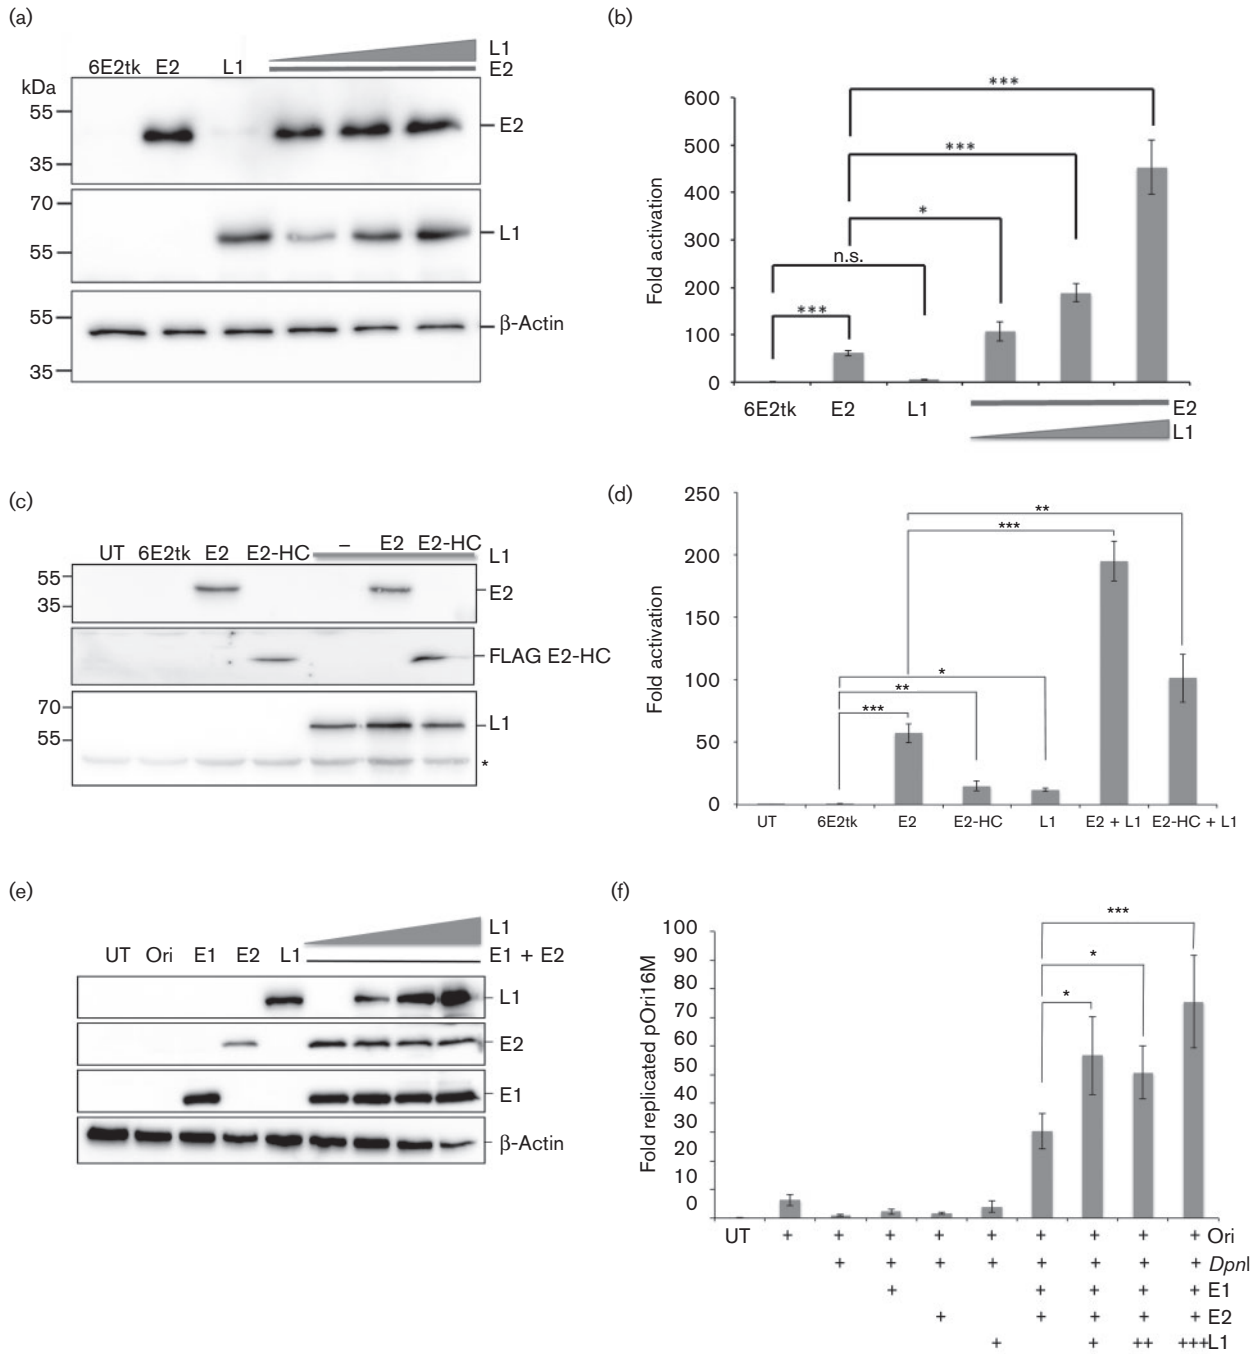 (a)
L1
E2
6E2tk E2 L1
kDa
55
35
E2
70
55
L1
55
35
β-Actin
(b)
Fold activation
600
500
400
300
200
100
0
***
***
*
n.s.
***
6E2tk E2 L1
E2
L1
(c)
UT 6E2tk E2 E2-HC – E2 E2-HC
L1
55
35
E2
FLAG E2-HC
70
55
L1
*
(d)
Fold activation
250
200
150
100
50
0
**
***
*
**
***
UT 6E2tk E2 E2-HC L1 E2 + L1 E2-HC + L1
(e)
L1
UT Ori E1 E2 L1 E1 + E2
L1
E2
E1
β-Actin
(f)
Fold replicated pOri16M
100
90
80
70
60
50
40
30
20
10
0
***
*
*
UT + + + + + + + + + Ori
+ + + + + + + + DpnI
+ + + + + E1
+ + + + + E2
+ + ++ +++ L1